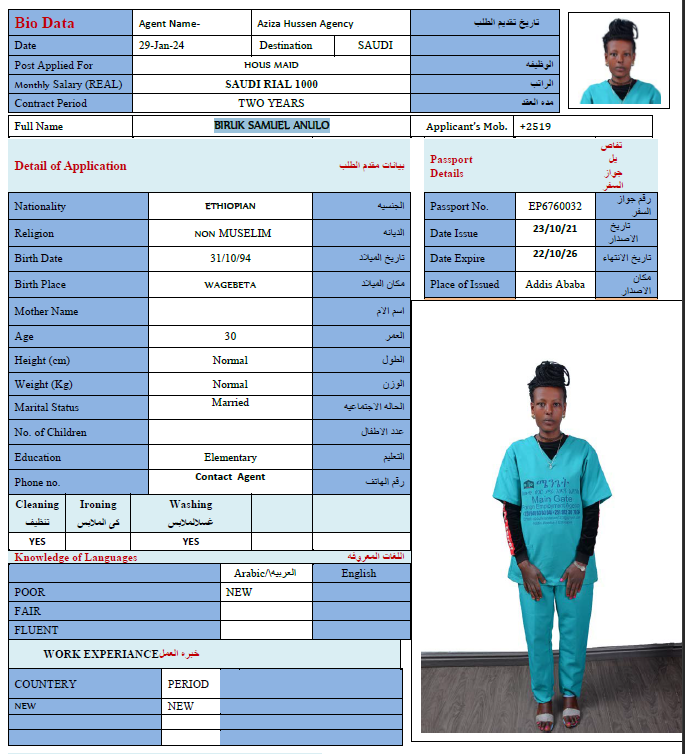 Bio Data Agent Name- Aziza Hussen Agency تاريخ تقديم الطلب
Date 29-Jan-24 Destination SAUDI
Post Applied For HOUS MAID الوظيفه
Monthly Salary (REAL) SAUDI RIAL 1000 الراتب
Contract Period TWO YEARS مده العقد
Full Name BIRUK SAMUEL ANULO Applicant's Mob. +2519
Detail of Application بيانات مقدم الطلب
Nationality ETHIOPIAN الجنسيه
Religion NON MUSELIM الديانه
Birth Date 31/10/94 تاريخ الميلاد
Birth Place WAGEBETA مكان الميلاد
Mother Name اسم الام
Age 30 العمر
Height (cm) Normal الطول
Weight (Kg) Normal الوزن
Marital Status Married الحاله الاجتماعيه
No. of Children عدد الاطفال
Education Elementary التعليم
Phone no. Contact Agent رقم الهاتف
Cleaning Ironing Washing
تنظيف كي الملابس غسلالملابس
YES YES
Knowledge of Languages اللغات المعروفه
Arabic/العربيه\ English
POOR NEW
FAIR
FLUENT
WORK EXPERIANCE خبره العمل
COUNTERY PERIOD
NEW NEW
Passport
Details
تفاص
يل
جواز
السفر
Passport No. EP6760032 رقم جواز
السفر
Date Issue 23/10/21 تاريخ
الاصدار
Date Expire 22/10/26 تاريخ الانتهاء
Place of Issued Addis Ababa مكان
الاصدار
Main Gate